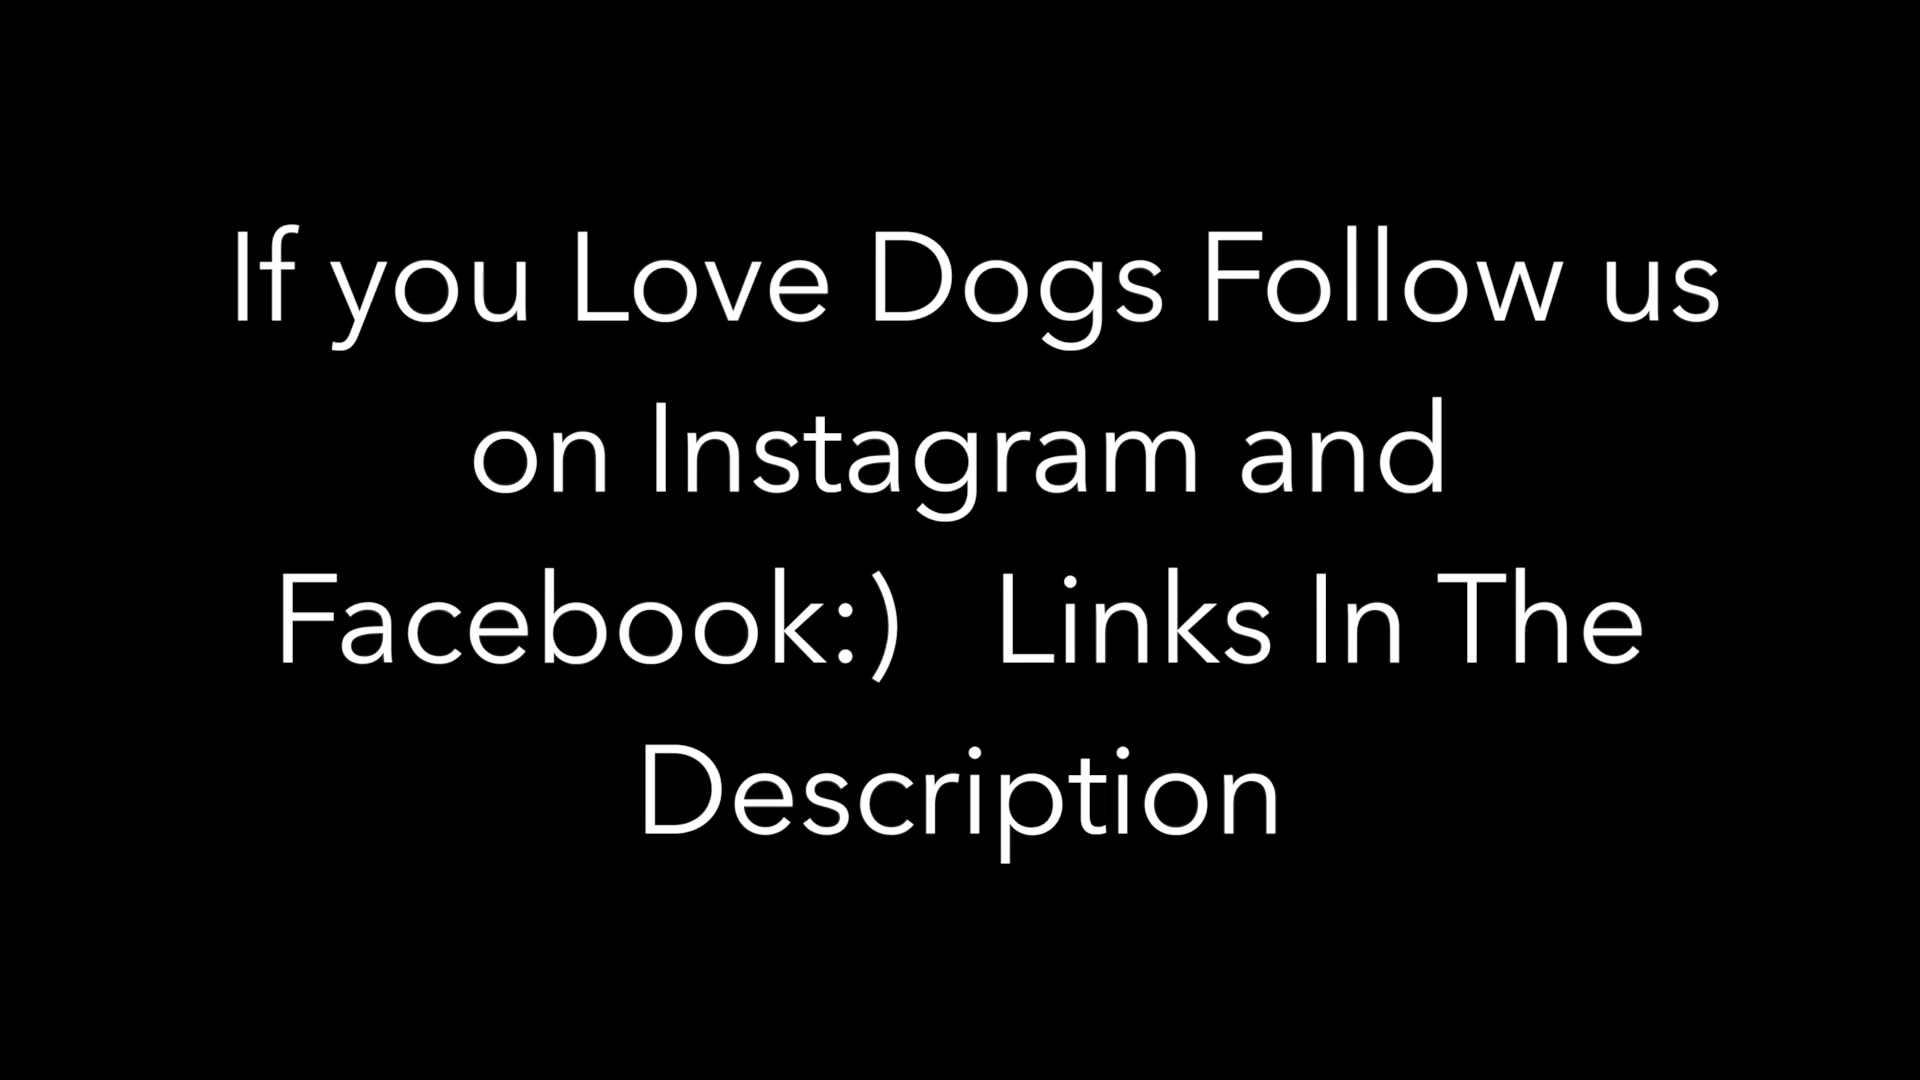 If you Love Dogs Follow us
on Instagram and
Facebook:)   Links In The
Description